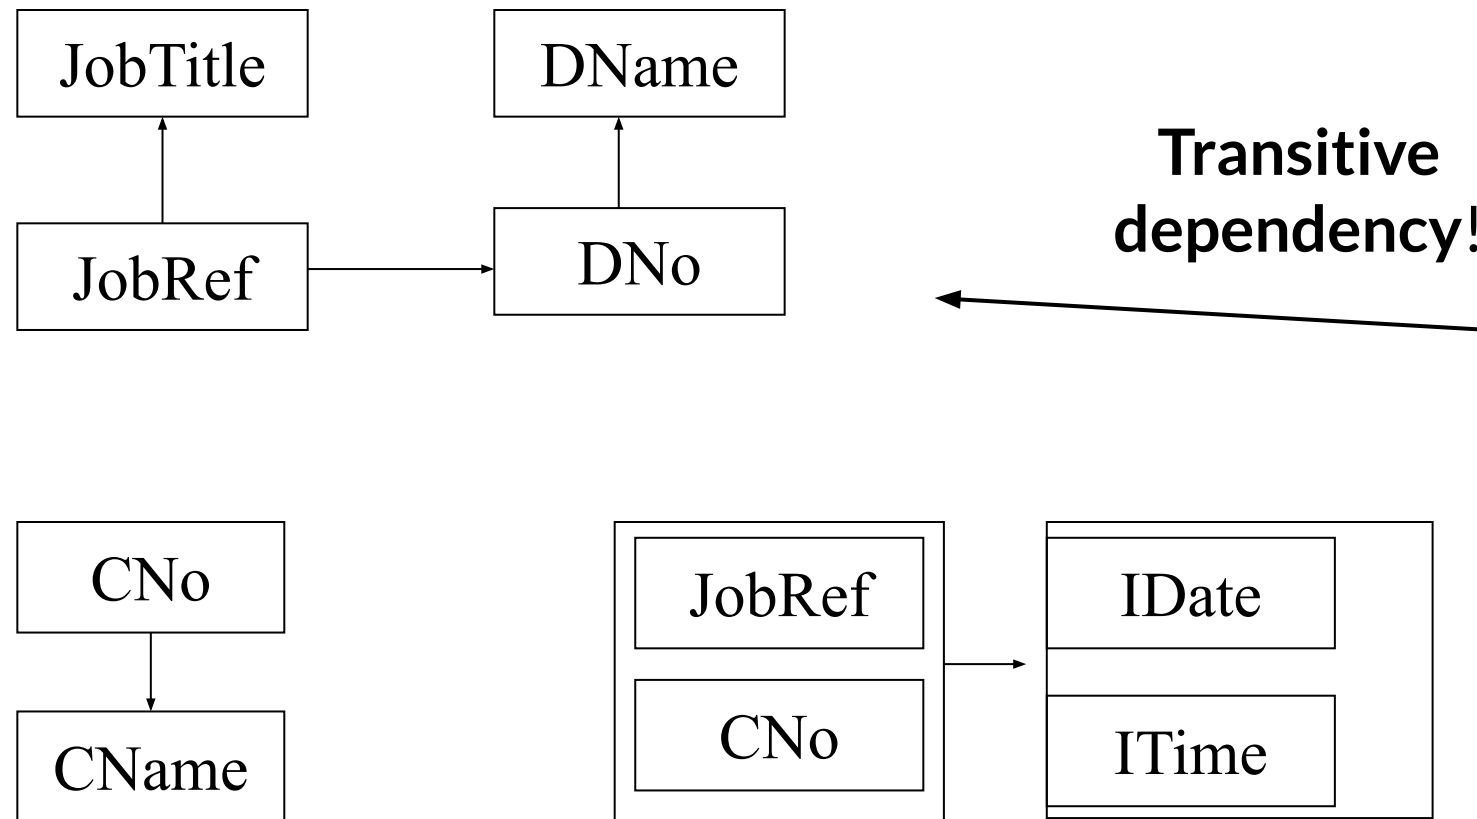 JobTitle
DName
Transitive
dependency!
JobRef
DNo
CNo
JobRef
IDate
CName
CNo
ITime